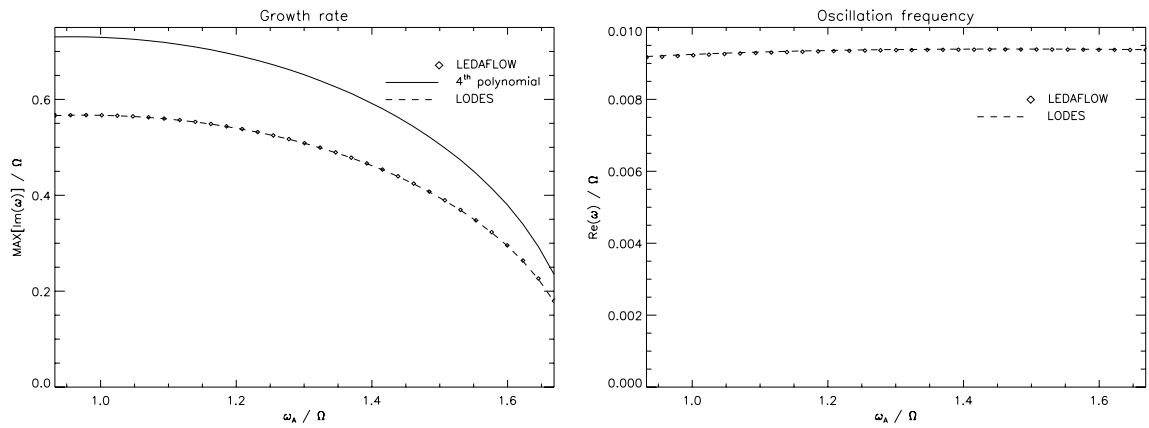 Growth rate
LEDAFLOW
4th polynomial
LODES
MAX[Im(ω)] / Ω
0.6
0.4
0.2
0.0
1.0 1.2 1.4 1.6
ω_A / Ω
Oscillation frequency
LEDAFLOW
LODES
Re(ω) / Ω
0.010
0.008
0.006
0.004
0.002
0.000
1.0 1.2 1.4 1.6
ω_A / Ω